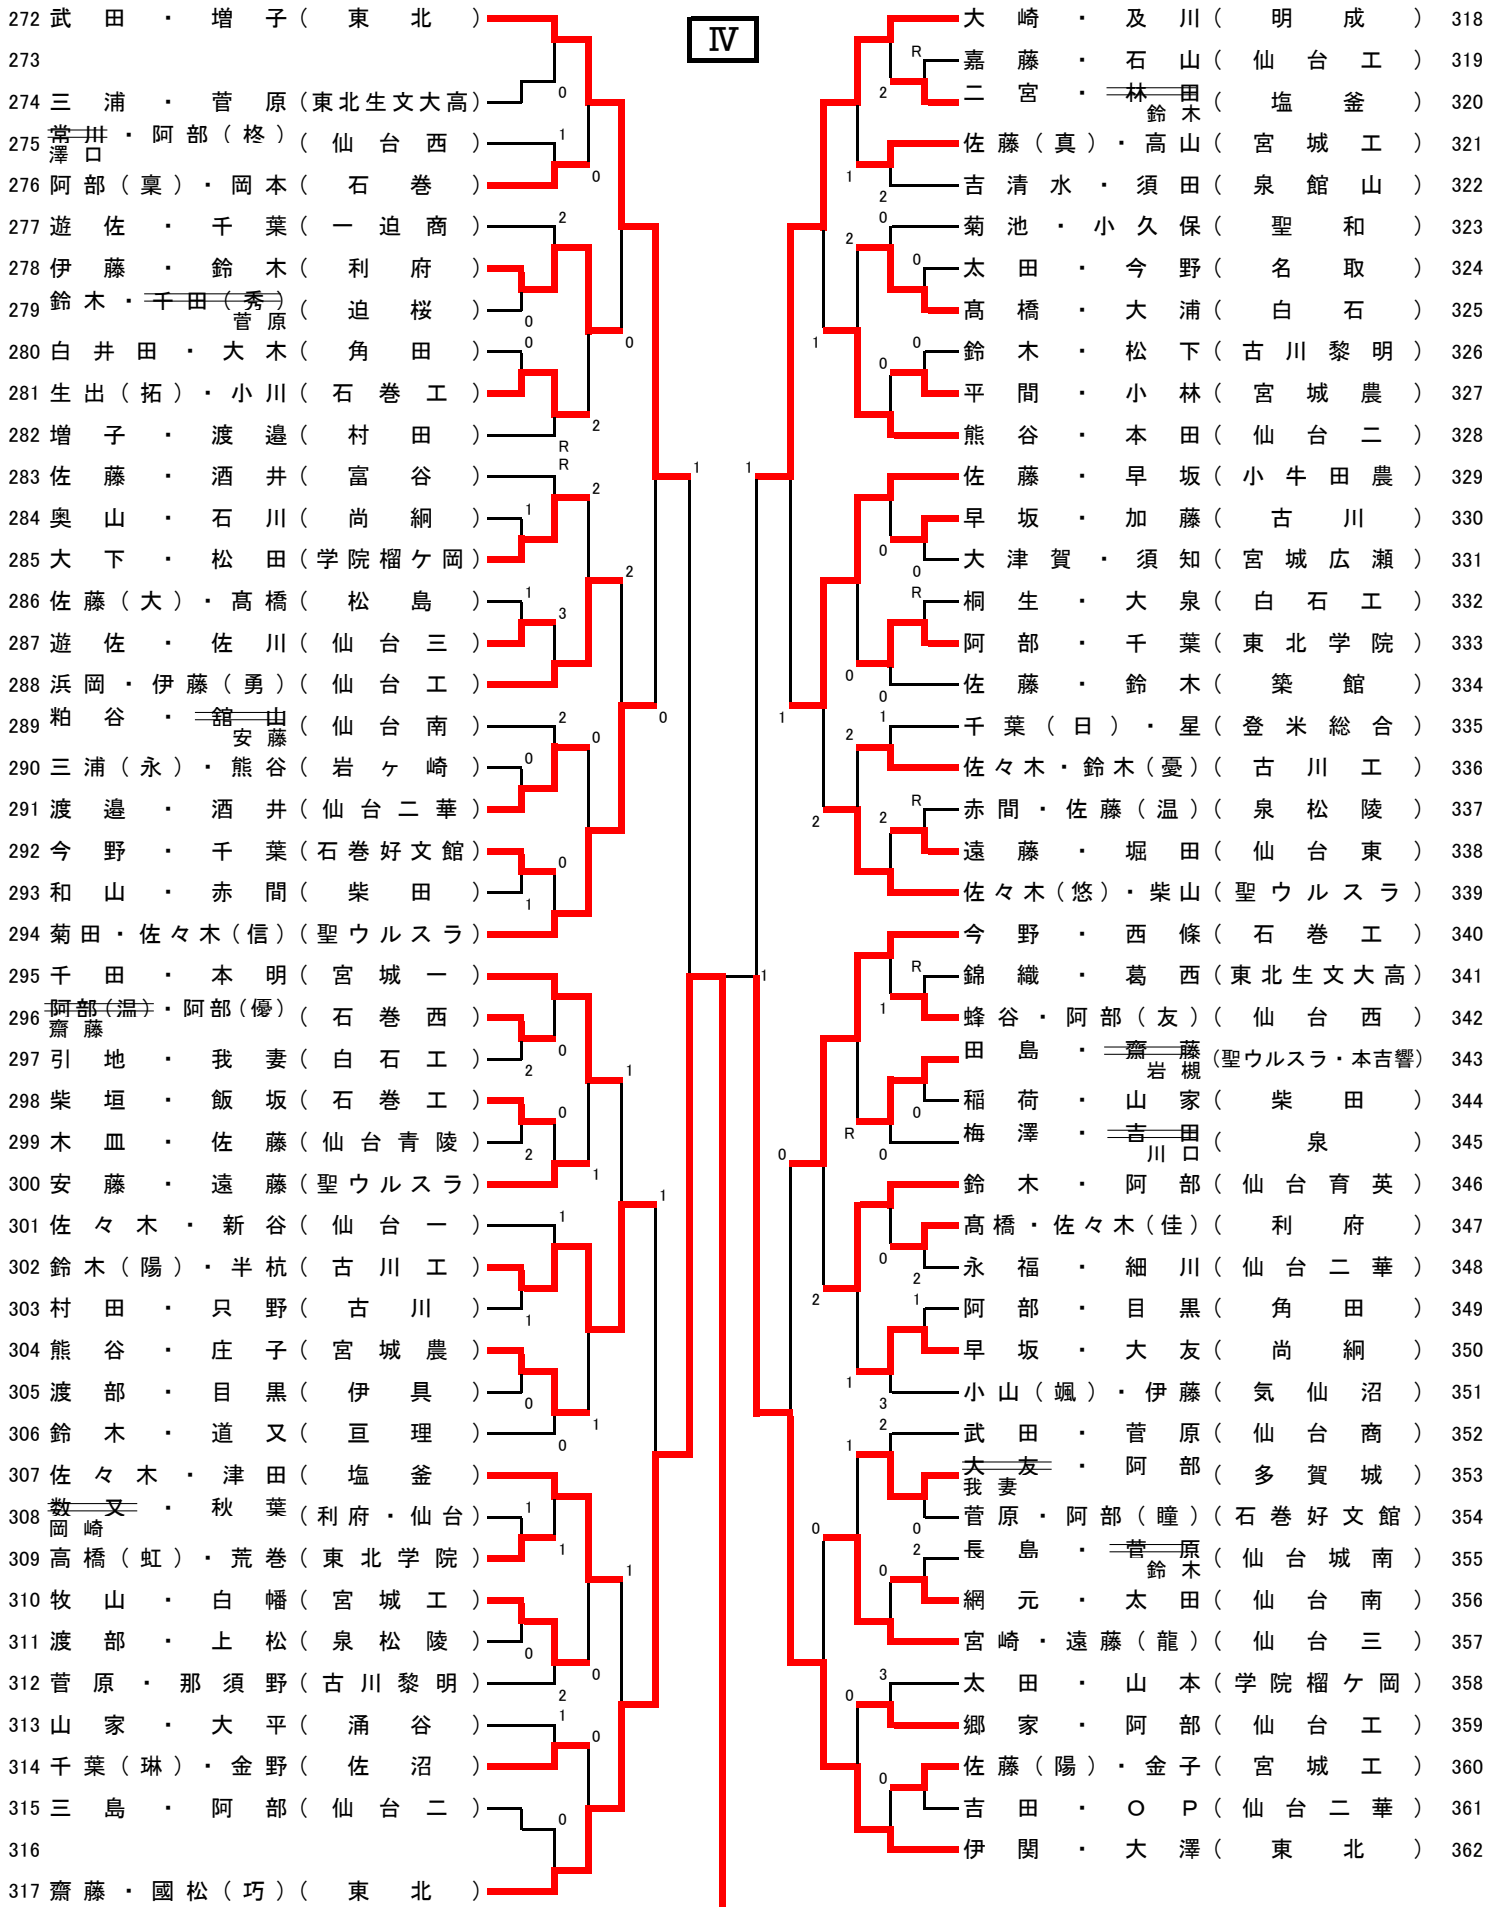 Ⅳ
272 武田・増子(東北)
273
274 三浦・菅原(東北生文大高)
275 常川・阿部(柊)(仙台西)
澤口
276 阿部(稟)・岡本(石巻)
277 遊佐・千葉(一迫商)
278 伊藤・鈴木(利府)
279 鈴木・千田(秀)(迫桜)
菅原
280 白井田・大木(角田)
281 生出(拓)・小川(石巻工)
282 増子・渡邉(村田)
283 佐藤・酒井(富谷)
284 奥山・石川(尚絅)
285 大下・松田(学院榴ケ岡)
286 佐藤(大)・髙橋(松島)
287 遊佐・佐川(仙台三)
288 浜岡・伊藤(勇)(仙台工)
289 粕谷・舘山(仙台南)
安藤
290 三浦(永)・熊谷(岩ヶ崎)
291 渡邉・酒井(仙台二華)
292 今野・千葉(石巻好文館)
293 和山・赤間(柴田)
294 菊田・佐々木(信)(聖ウルスラ)
295 千田・本明(宮城一)
296 阿部(温)・阿部(優)(石巻西)
齋藤
297 引地・我妻(白石工)
298 柴垣・飯坂(石巻工)
299 木皿・佐藤(仙台青陵)
300 安藤・遠藤(聖ウルスラ)
301 佐々木・新谷(仙台一)
302 鈴木(陽)・半杭(古川工)
303 村田・只野(古川)
304 熊谷・庄子(宮城農)
305 渡部・目黒(伊具)
306 鈴木・道又(亘理)
307 佐々木・津田(塩釜)
308 数又・秋葉(利府・仙台)
岡崎
309 高橋(虹)・荒巻(東北学院)
310 牧山・白幡(宮城工)
311 渡部・上松(泉松陵)
312 菅原・那須野(古川黎明)
313 山家・大平(涌谷)
314 千葉(琳)・金野(佐沼)
315 三島・阿部(仙台二)
316
317 齋藤・國松(巧)(東北)
大崎・及川(明成) 318
嘉藤・石山(仙台工) 319
二宮・林田(塩釜) 320
鈴木
佐藤(真)・高山(宮城工) 321
吉清水・須田(泉館山) 322
菊池・小久保(聖和) 323
太田・今野(名取) 324
髙橋・大浦(白石) 325
鈴木・松下(古川黎明) 326
平間・小林(宮城農) 327
熊谷・本田(仙台二) 328
佐藤・早坂(小牛田農) 329
早坂・加藤(古川) 330
大津賀・須知(宮城広瀬) 331
桐生・大泉(白石工) 332
阿部・千葉(東北学院) 333
佐藤・鈴木(築館) 334
千葉(日)・星(登米総合) 335
佐々木・鈴木(憂)(古川工) 336
赤間・佐藤(温)(泉松陵) 337
遠藤・堀田(仙台東) 338
佐々木(悠)・柴山(聖ウルスラ) 339
今野・西條(石巻工) 340
錦織・葛西(東北生文大高) 341
蜂谷・阿部(友)(仙台西) 342
田島・齋藤(聖ウルスラ・本吉響) 343
岩槻
稲荷・山家(柴田) 344
梅澤・吉田(泉) 345
川口
鈴木・阿部(仙台育英) 346
髙橋・佐々木(佳)(利府) 347
永福・細川(仙台二華) 348
阿部・目黒(角田) 349
早坂・大友(尚絅) 350
小山(颯)・伊藤(気仙沼) 351
武田・菅原(仙台商) 352
大友・阿部(多賀城) 353
我妻
菅原・阿部(瞳)(石巻好文館) 354
長島・菅原(仙台城南) 355
鈴木
網元・太田(仙台南) 356
宮崎・遠藤(龍)(仙台三) 357
太田・山本(学院榴ケ岡) 358
郷家・阿部(仙台工) 359
佐藤(陽)・金子(宮城工) 360
吉田・OP(仙台二華) 361
伊関・大澤(東北) 362